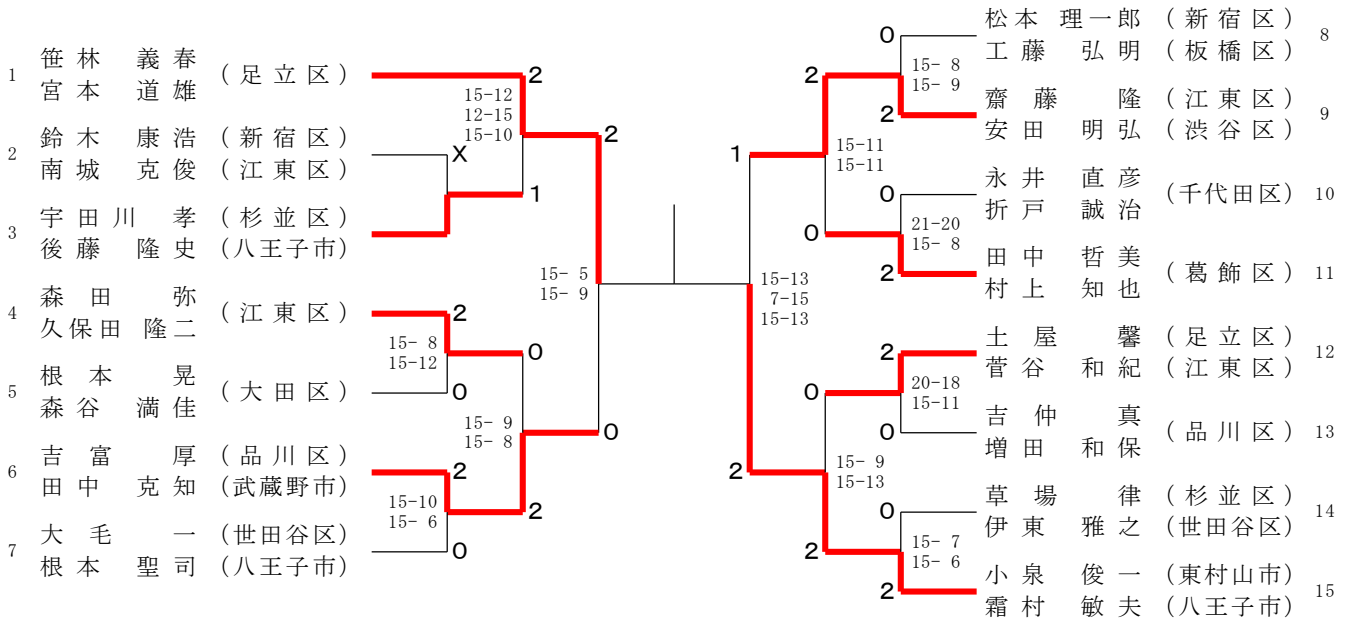 1 笹林 義春 (足立区)
宮本 道雄
2 鈴木 康浩 (新宿区)
南城 克俊 (江東区)
3 宇田川 孝 (杉並区)
後藤 隆史 (八王子市)
4 森田 弥 (江東区)
久保田 隆二
5 根本 晃 (大田区)
森谷 満佳
6 吉富 厚 (品川区)
田中 克知 (武蔵野市)
7 大毛 一 (世田谷区)
根本 聖司 (八王子市)
2
15-12
12-15
15-10
X
1
2
15- 5
15- 9
2
15- 8
15-12
0
0
15- 9
15- 8
0
2
15-10
15- 6
2
0
0
15- 8
15- 9
2
2
15-11
15-11
1
0
21-20
15- 8
0
2
15-13
7-15
15-13
2
20-18
15-11
0
0
2
15- 9
15-13
0
15- 7
15- 6
2
2
松本 理一郎 (新宿区) 8
工藤 弘明 (板橋区)
齋藤 隆 (江東区) 9
安田 明弘 (渋谷区)
永井 直彦 (千代田区) 10
折戸 誠治
田中 哲美 (葛飾区) 11
村上 知也
土屋 馨 (足立区) 12
菅谷 和紀 (江東区)
吉仲 真 (品川区) 13
増田 和保
草場 律 (杉並区) 14
伊東 雅之 (世田谷区)
小泉 俊一 (東村山市) 15
霜村 敏夫 (八王子市)